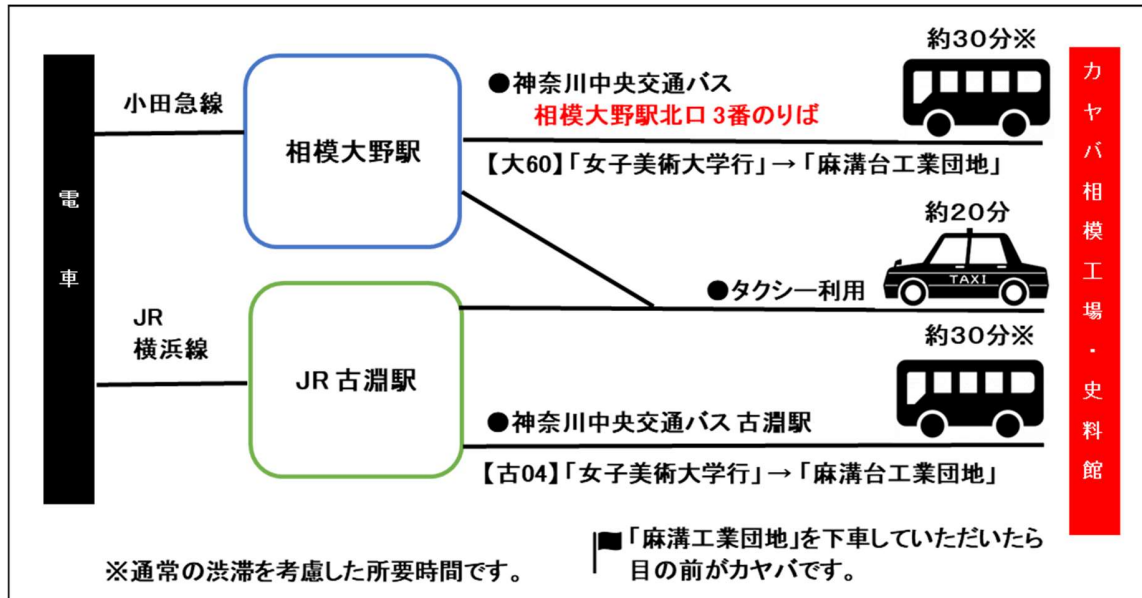 電車
小田急線
JR
横浜線
相模大野駅
JR 古淵駅
●神奈川中央交通バス
相模大野駅北口 3番のりば
約30分※
【大60】「女子美術大学行」→「麻溝台工業団地」
約20分
TAXI
●タクシー利用
約30分※
●神奈川中央交通バス 古淵駅
【古04】「女子美術大学行」→「麻溝台工業団地」
カヤバ相模工場・史料館
※通常の渋滞を考慮した所要時間です。
「麻溝工業団地」を下車していただいたら
目の前がカヤバです。